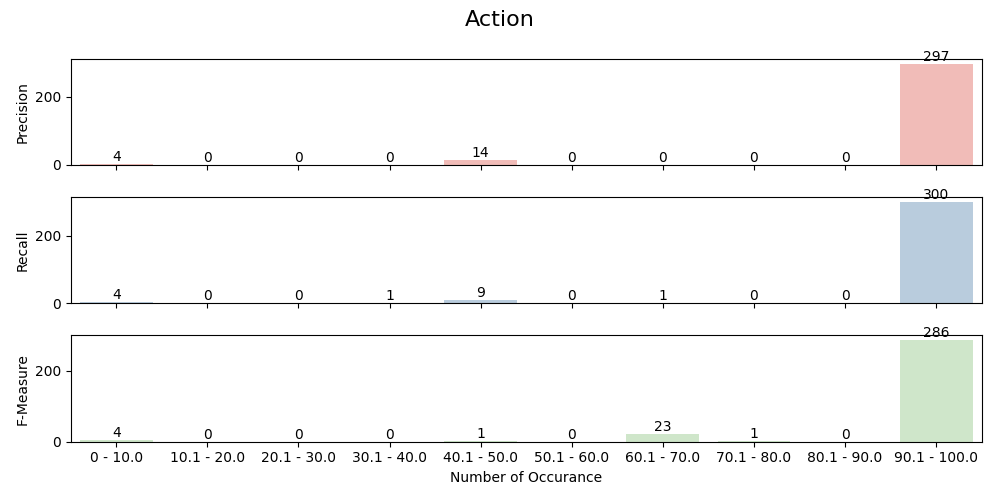 Action
Precision
200
0
4 0 0 0 14 0 0 0 0 297
Recall
200
0
4 0 0 1 9 0 1 0 0 300
F-Measure
200
0
4 0 0 0 1 0 23 1 0 286
0 - 10.0 10.1 - 20.0 20.1 - 30.0 30.1 - 40.0 40.1 - 50.0 50.1 - 60.0 60.1 - 70.0 70.1 - 80.0 80.1 - 90.0 90.1 - 100.0
Number of Occurance